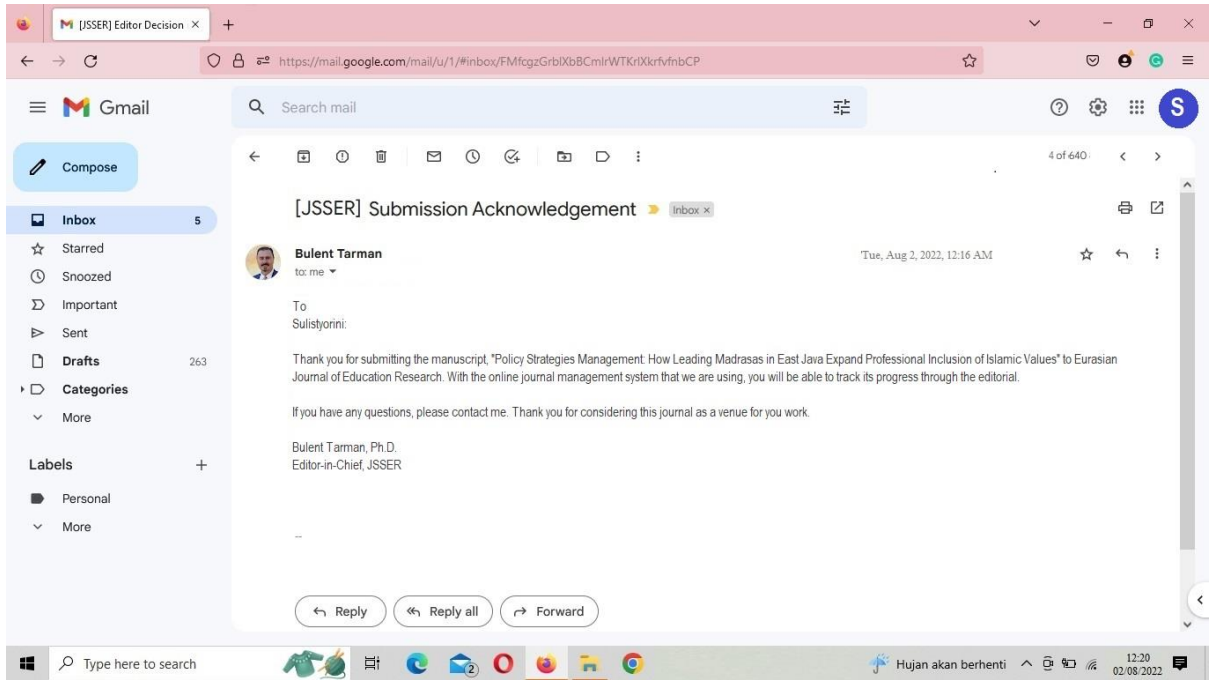 [JSSER] Editor Decision
https://mail.google.com/mail/u/1/#inbox/FMfcgzGrblXbBCmlrWTKrlXkrfvfnbCP
Gmail
Search mail
S
Compose
4 of 640
Inbox 5
Starred
Snoozed
Important
Sent
Drafts 263
Categories
More
Labels
Personal
More
[JSSER] Submission Acknowledgement
Inbox ×
Bulent Tarman
Tue, Aug 2, 2022, 12:16 AM
to: me
To
Sulistyorini:
Thank you for submitting the manuscript, "Policy Strategies Management: How Leading Madrasas in East Java Expand Professional Inclusion of Islamic Values" to Eurasian
Journal of Education Research. With the online journal management system that we are using, you will be able to track its progress through the editorial.
If you have any questions, please contact me. Thank you for considering this journal as a venue for you work.
Bulent Tarman, Ph.D.
Editor-in-Chief, JSSER
--
Reply
Reply all
Forward
Type here to search
2
Hujan akan berhenti
12:20
02/08/2022